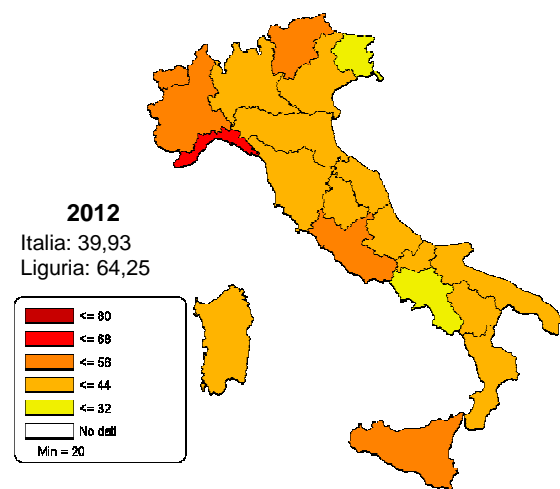 2012
Italia: 39,93
Liguria: 64,25
<= 80
<= 68
<= 56
<= 44
<= 32
No dati
Min = 20